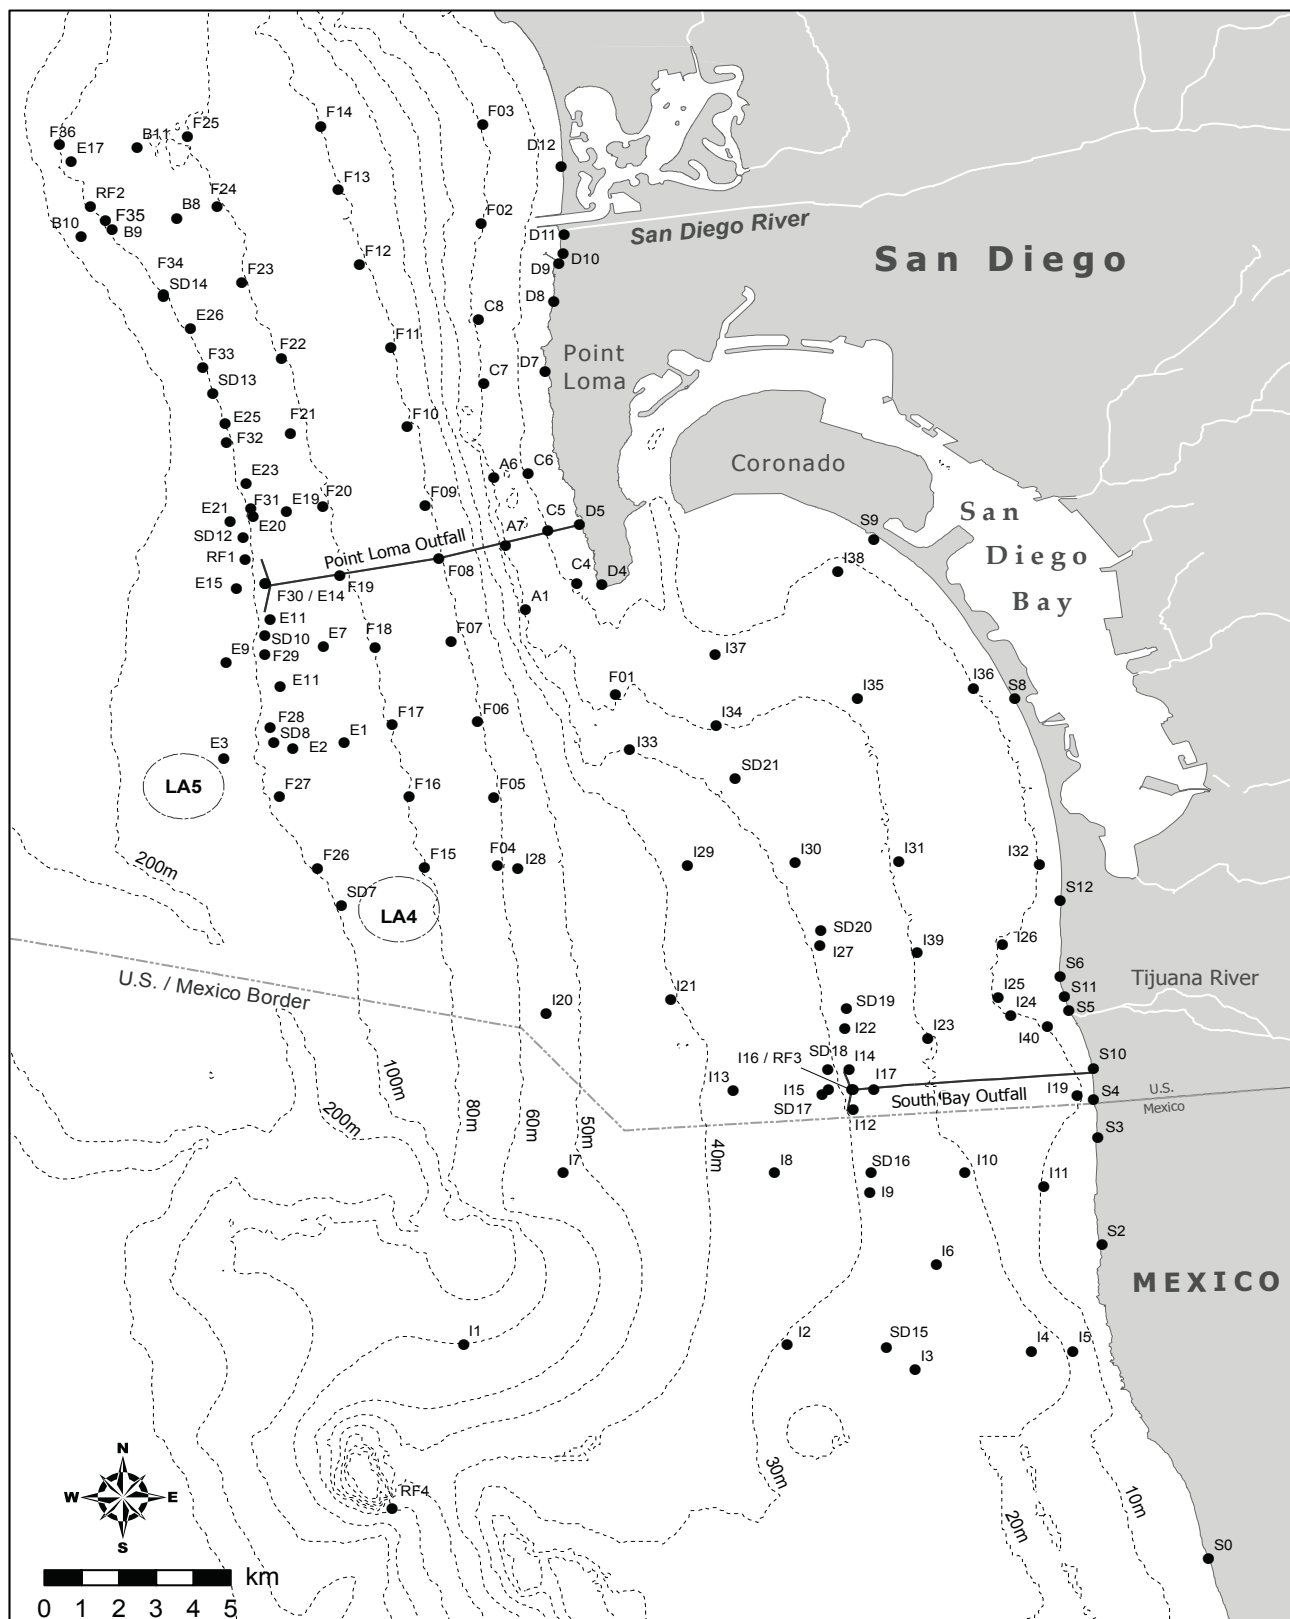 F03
F14
F25
B11
F36
E17
D12
F13
RF2
F24
F35
B8
B9
B10
F02
D11
San Diego River
D10
D9
San Diego
F12
F34
F23
SD14
D8
C8
E26
F11
F22
Point
Loma
F33
D7
C7
SD13
E25
F21
F10
F32
Coronado
E23
A6
C6
F31
E19
F20
F09
E21
E20
C5
D5
San
Diego
Bay
S9
SD12
Point Loma Outfall
A7
RF1
F08
I38
E15
F30 / E14
F19
C4
D4
E11
A1
SD10
E7
F18
F07
E9
F29
I37
E11
F01
I36
S8
I35
F28
F17
F06
I34
SD8
E3
E2
E1
I33
LA5
SD21
F27
F16
F05
200m
F26
F15
F04
I28
I29
I30
I31
I32
SD7
LA4
S12
SD20
I27
I39
I26
U.S. / Mexico Border
S6
Tijuana River
I25
S11
I20
I21
SD19
I24
S5
I22
I23
I40
100m
I16 / RF3
SD18
I14
S10
I13
I15
I17
South Bay Outfall
I19
S4
U.S.
Mexico
200m
80m
60m
50m
SD17
I12
S3
40m
I7
I8
SD16
I10
I9
I11
S2
I6
MEXICO
I1
I2
SD15
I3
I4
I5
N
W
E
S
RF4
30m
20m
10m
S0
km
0 1 2 3 4 5